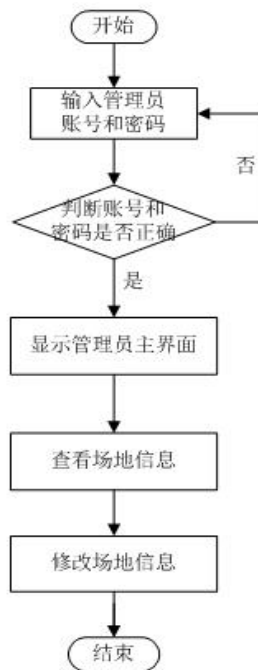 开始
输入管理员
账号和密码
否
判断账号和
密码是否正确
是
显示管理员主界面
查看场地信息
修改场地信息
结束